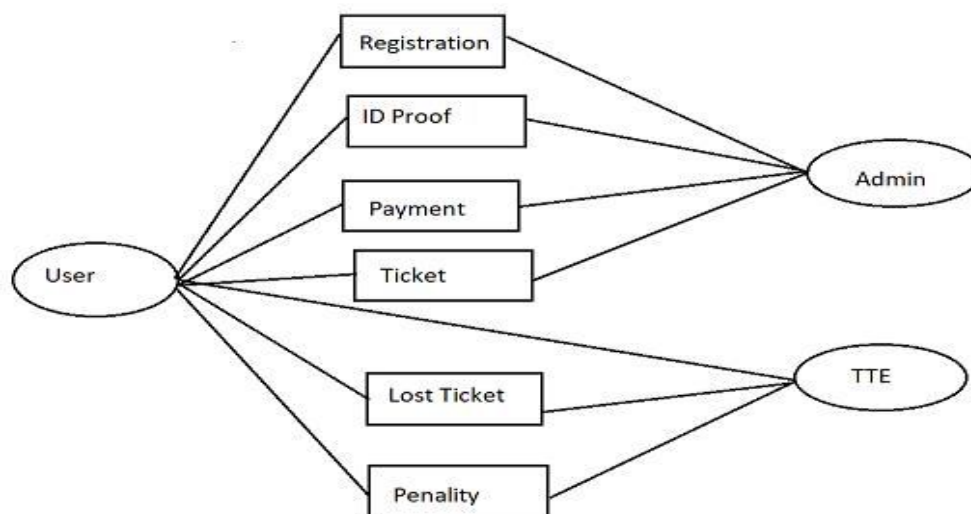 Registration
ID Proof
Admin
Payment
User
Ticket
TTE
Lost Ticket
Penality